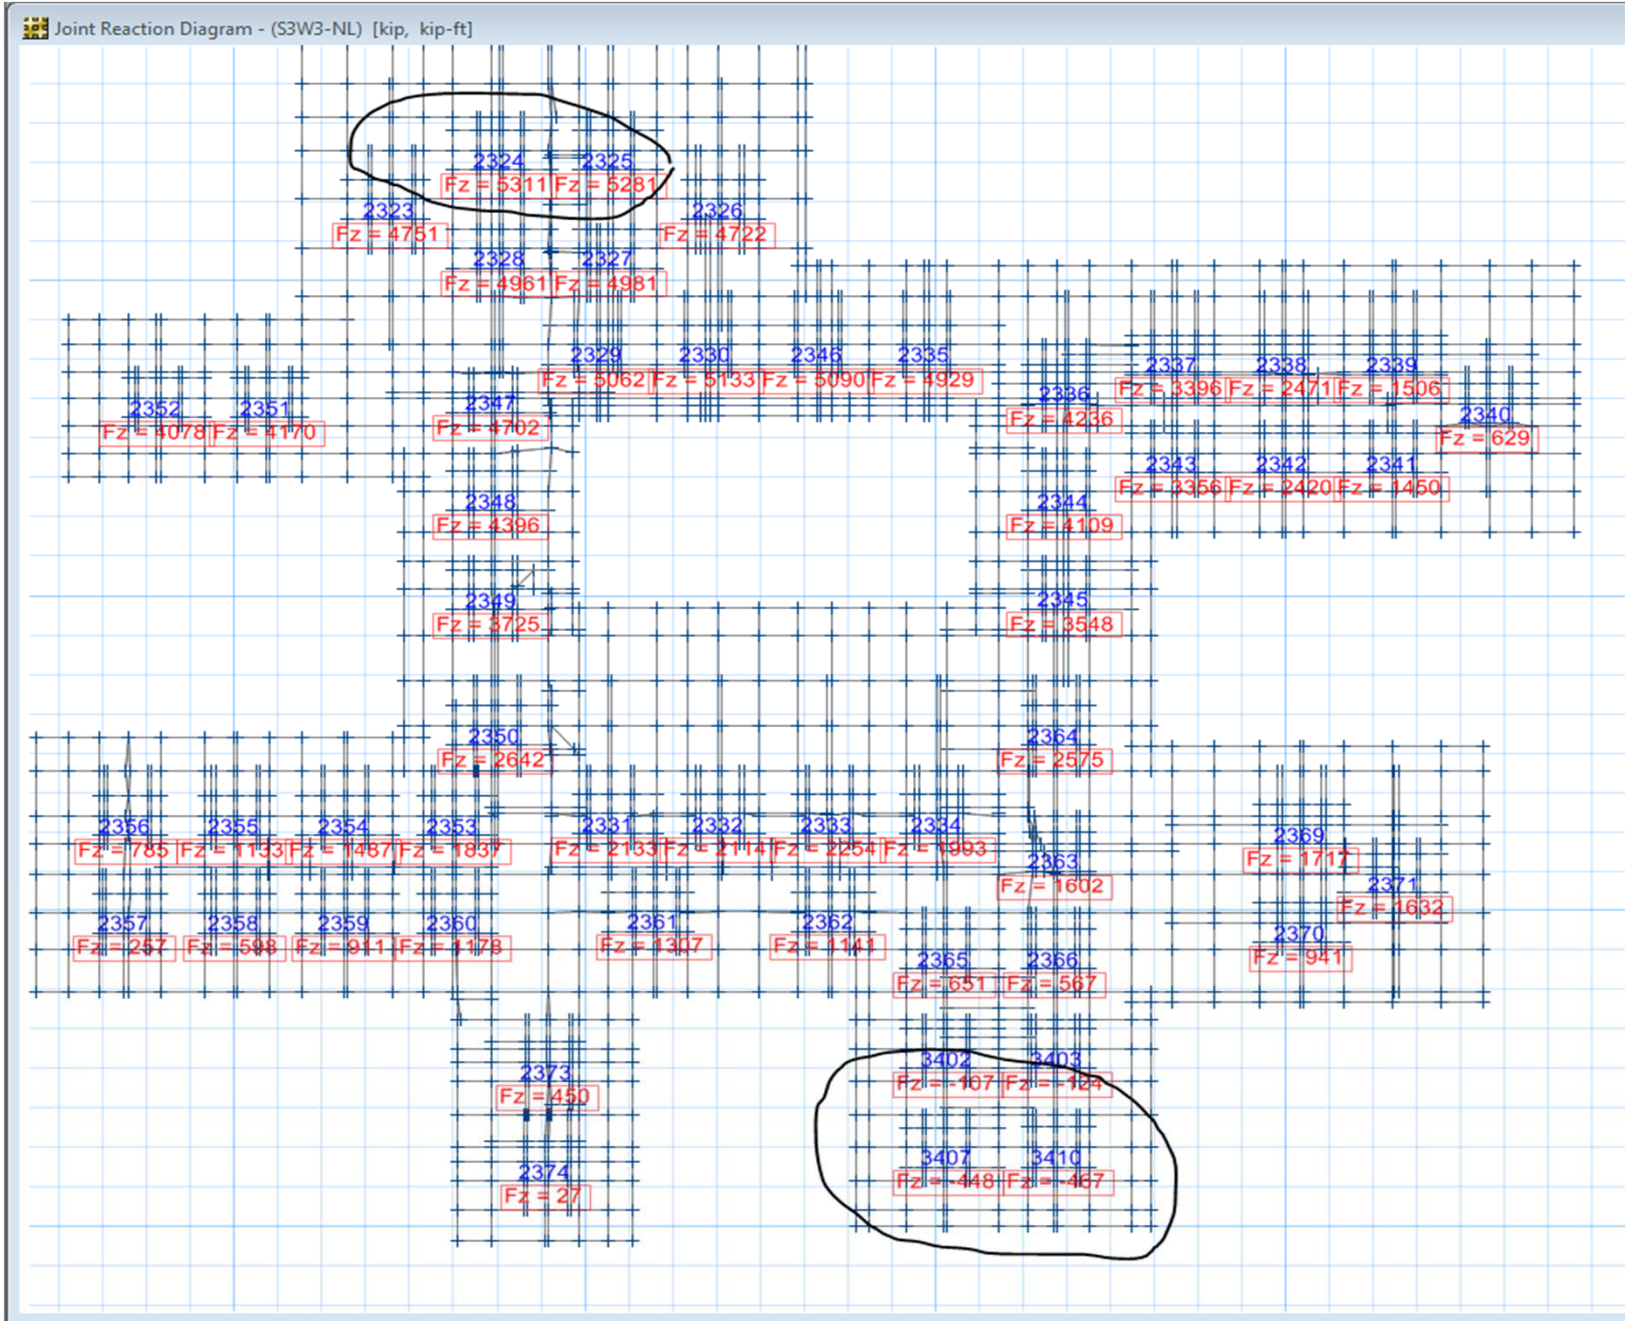 Joint Reaction Diagram - (S3W3-NL) [kip, kip-ft]
2324 2325
Fz = 5311 Fz = 5281
2323 2326
Fz = 4751 Fz = 4722
2328 2327
Fz = 4961 Fz = 4981
2329 2330 2346 2335
Fz = 5062 Fz = 5133 Fz = 5090 Fz = 4929
2337 2338 2339
Fz = 3396 Fz = 2471 Fz = 1506
2336
Fz = 4236
2340
Fz = 629
2352 2351
Fz = 4078 Fz = 4170
2347
Fz = 4702
2343 2342 2341
Fz = 3356 Fz = 2420 Fz = 1450
2348 2344
Fz = 4396 Fz = 4109
2349 2345
Fz = 3725 Fz = 3548
2350 2364
Fz = 2642 Fz = 2575
2356 2355 2354 2353 2331 2332 2333 2334
Fz = 785 Fz = 1133 Fz = 1487 Fz = 1837 Fz = 2133 Fz = 2114 Fz = 2254 Fz = 1993
2369
Fz = 1717
2363
Fz = 1602
2371
Fz = 1632
2357 2358 2359 2360 2361 2362
Fz = 257 Fz = 598 Fz = 911 Fz = 1178 Fz = 1307 Fz = 1141
2370
Fz = 941
2365 2366
Fz = 651 Fz = 567
3402 3403
Fz = -107 Fz = -124
2373
Fz = 450
3407 3410
Fz = -448 Fz = -467
2374
Fz = 27